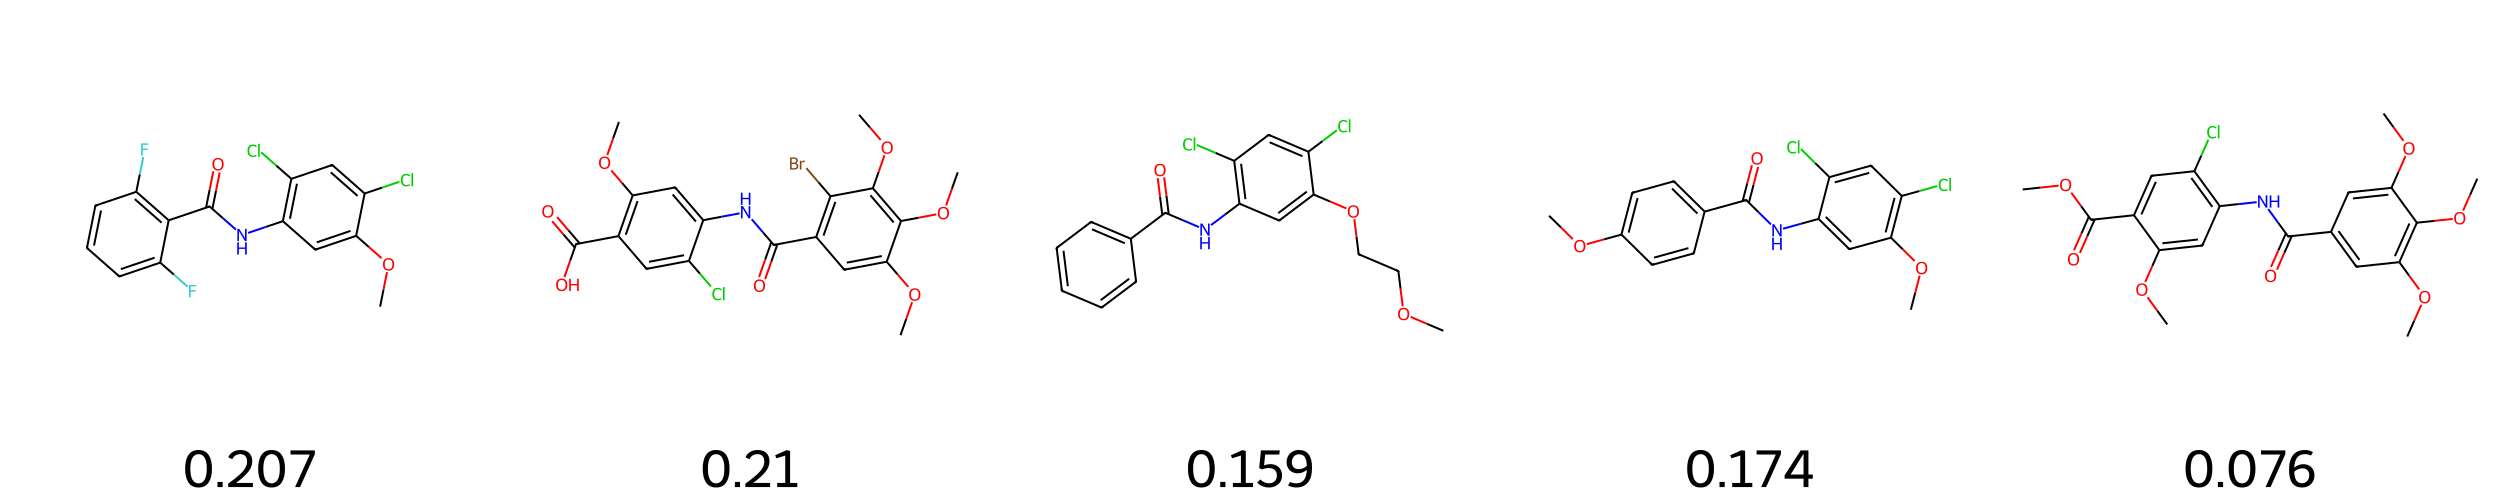 F O Cl Cl N H O F
O O Br O O N H O OH Cl O
O Cl Cl N H O O
O Cl Cl N H O O
Cl O O O NH O O O O
0.207 0.21 0.159 0.174 0.076